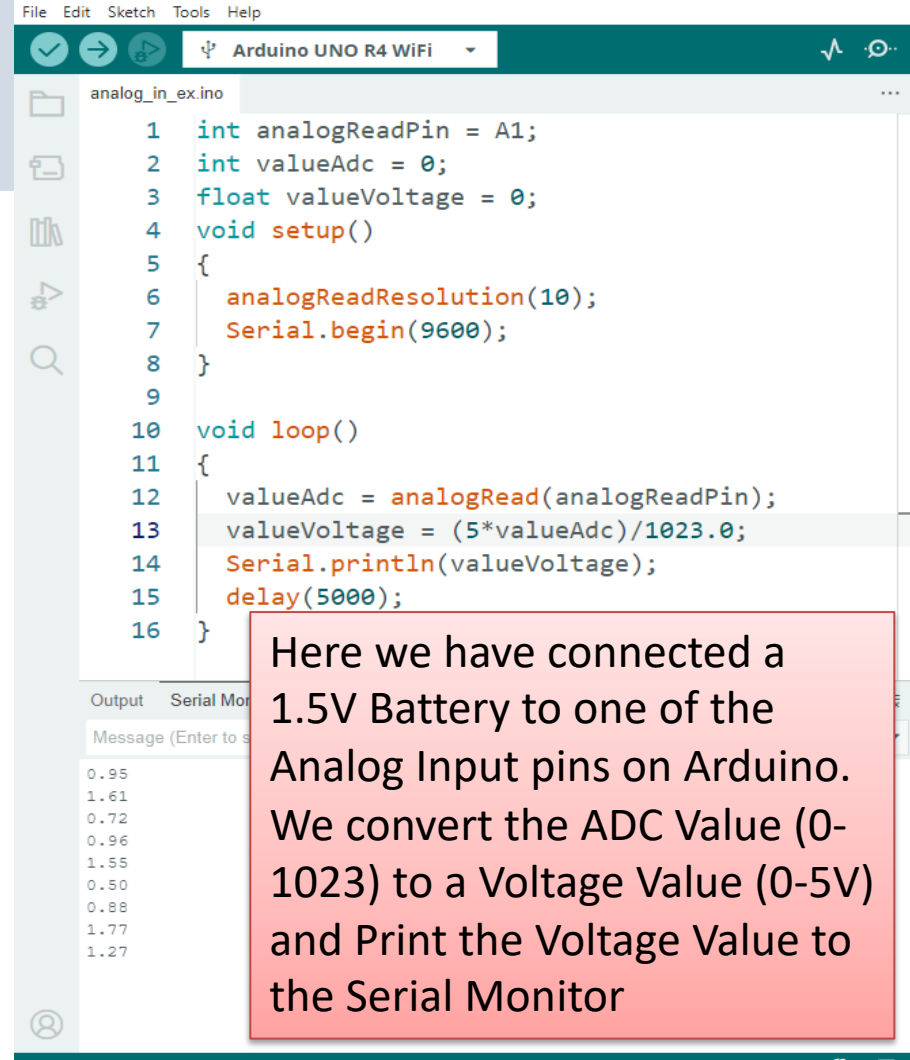 File Edit Sketch Tools Help
Arduino UNO R4 WiFi
analog_in_ex.ino
...
1 int analogReadPin = A1;
2 int valueAdc = 0;
3 float valueVoltage = 0;
4 void setup()
5 {
6 analogReadResolution(10);
7 Serial.begin(9600);
8 }
9
10 void loop()
11 {
12 valueAdc = analogRead(analogReadPin);
13 valueVoltage = (5*valueAdc)/1023.0;
14 Serial.println(valueVoltage);
15 delay(5000);
16 }
Output Serial Mon
Message (Enter to s
0.95
1.61
0.72
0.96
1.55
0.50
0.88
1.77
1.27
Here we have connected a
1.5V Battery to one of the
Analog Input pins on Arduino.
We convert the ADC Value (0-
1023) to a Voltage Value (0-5V)
and Print the Voltage Value to
the Serial Monitor